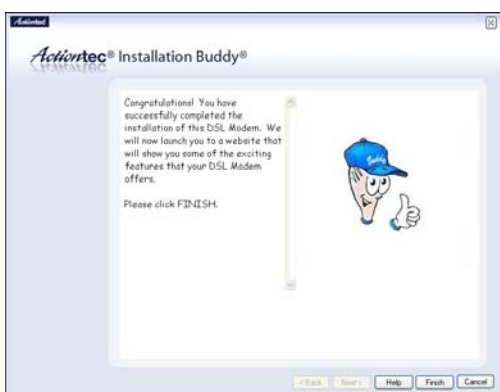 Actiontec
Actiontec® Installation Buddy®
Congratulations! You have
successfully completed the
installation of this DSL Modem. We
will now launch you to a website that
will show you some of the exciting
features that your DSL Modem
offers.
Please click FINISH.
Buddy
< Back Next > Help Finish Cancel